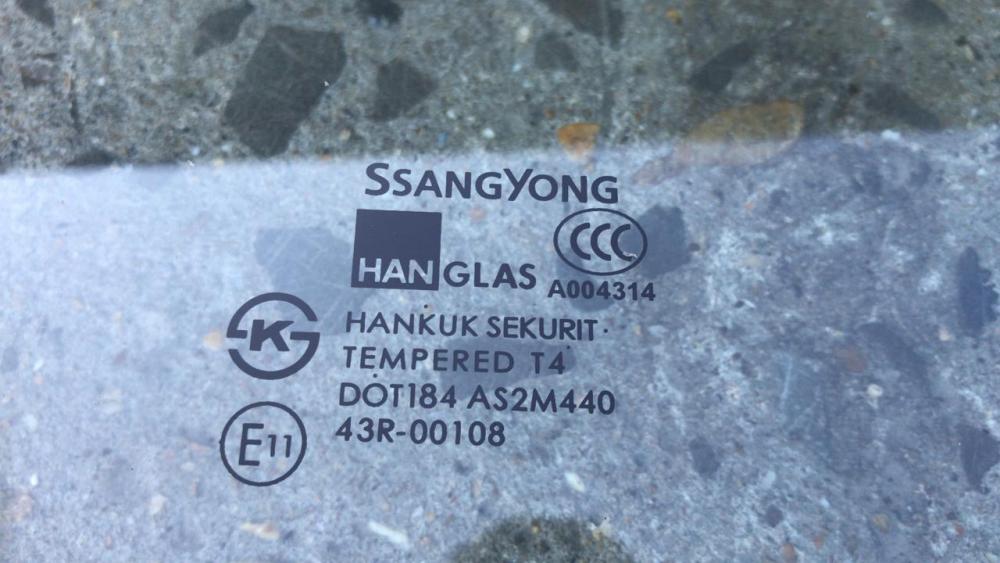 SSANGYONG
HANGLAS
CCC
A004314
K
HANKUK SEKURIT
TEMPERED T4
DOT184 AS2M440
E11
43R-00108